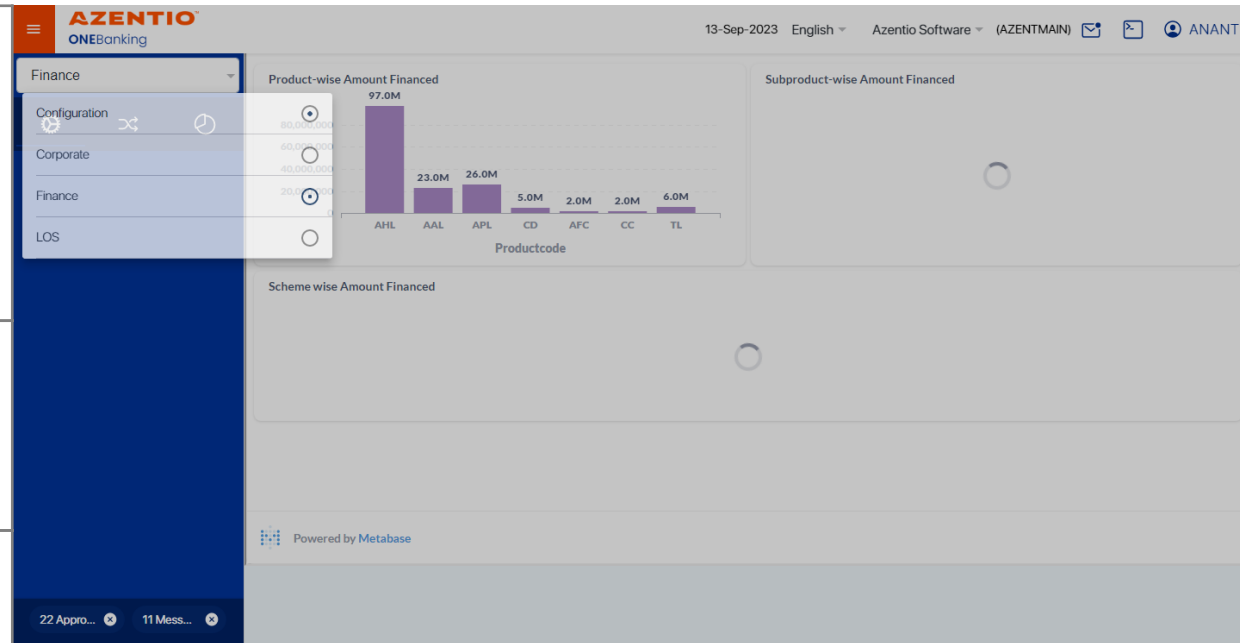 AZENTIO
ONEBanking
13-Sep-2023 English Azentio Software (AZENTMAIN) ANANT
Finance
Configuration
Corporate
Finance
LOS
Product-wise Amount Financed
97.0M
80,000,000
60,000,000
40,000,000
20,000,000
0
23.0M 26.0M 5.0M 2.0M 2.0M 6.0M
AHL AAL APL CD AFC CC TL
Productcode
Subproduct-wise Amount Financed
Scheme wise Amount Financed
Powered by Metabase
22 Appro... 11 Mess...